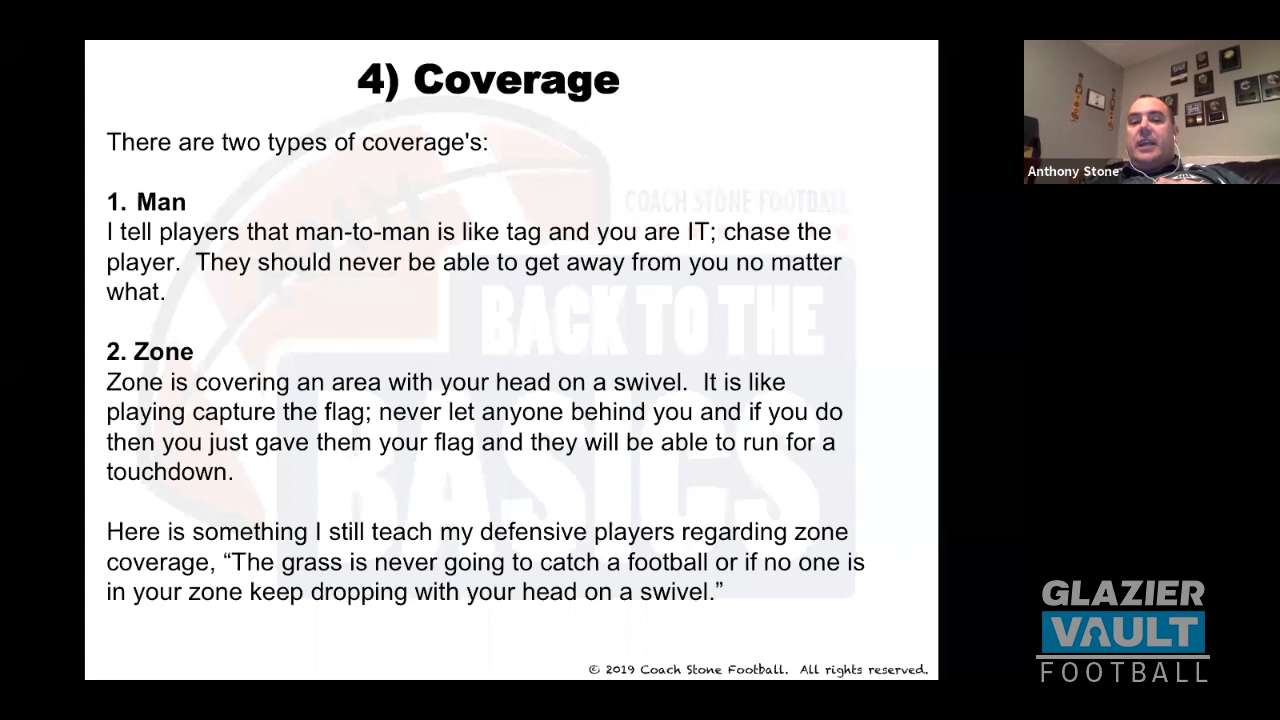 4) Coverage
There are two types of coverage's:
1. Man
I tell players that man-to-man is like tag and you are IT; chase the
player. They should never be able to get away from you no matter
what.
2. Zone
Zone is covering an area with your head on a swivel. It is like
playing capture the flag; never let anyone behind you and if you do
then you just gave them your flag and they will be able to run for a
touchdown.
Here is something I still teach my defensive players regarding zone
coverage, “The grass is never going to catch a football or if no one is
in your zone keep dropping with your head on a swivel.”
COACH STONE FOOTBALL
BACK TO THE
BASICS
© 2019 Coach Stone Football. All rights reserved.
Anthony Stone
GLAZIER
VAULT
FOOTBALL